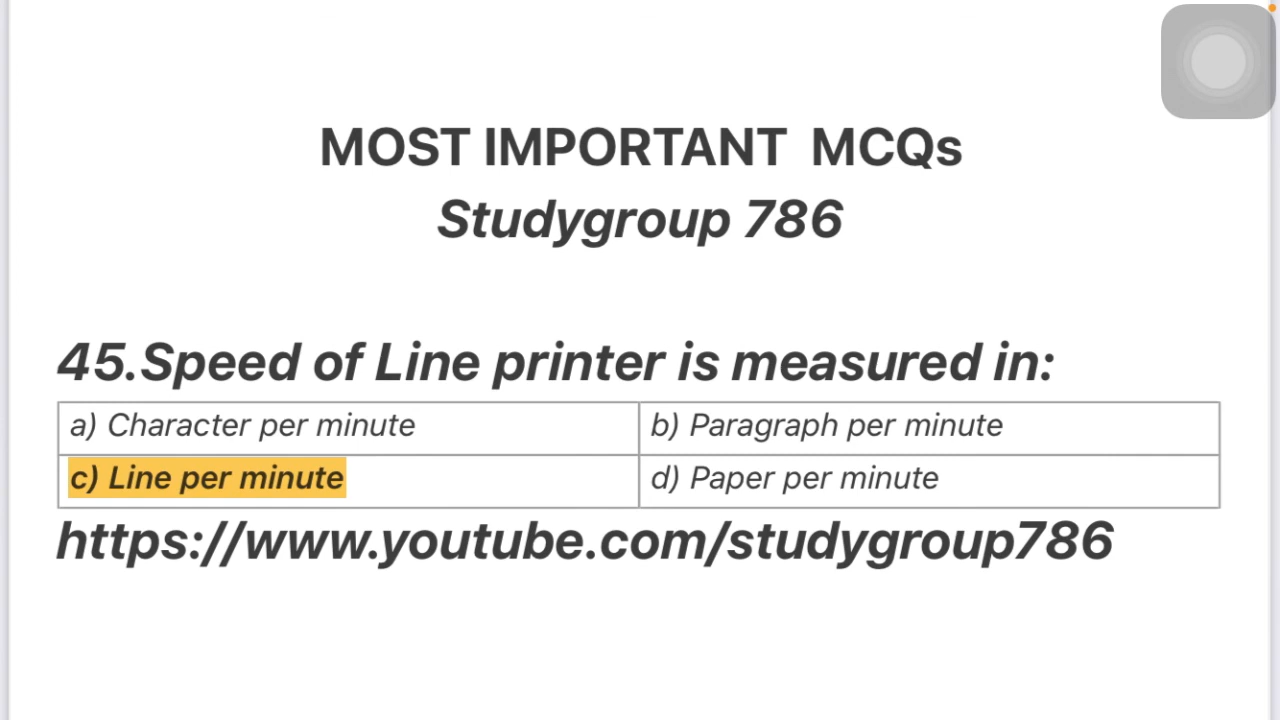 MOST IMPORTANT MCQs
Studygroup 786
45.Speed of Line printer is measured in:
a) Character per minute
b) Paragraph per minute
c) Line per minute
d) Paper per minute
https://www.youtube.com/studygroup786